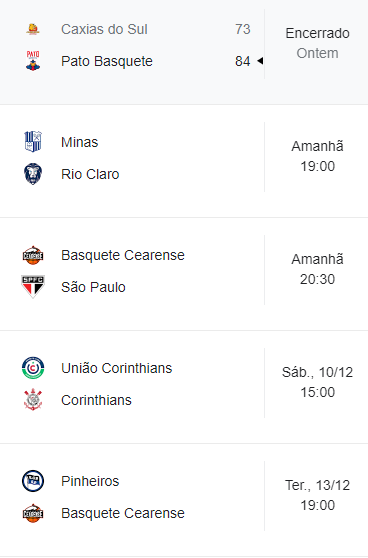 Caxias do Sul 73
Pato Basquete 84
Encerrado
Ontem
Minas
Rio Claro
Amanhã
19:00
Basquete Cearense
São Paulo
Amanhã
20:30
União Corinthians
Corinthians
Sáb., 10/12
15:00
Pinheiros
Basquete Cearense
Ter., 13/12
19:00